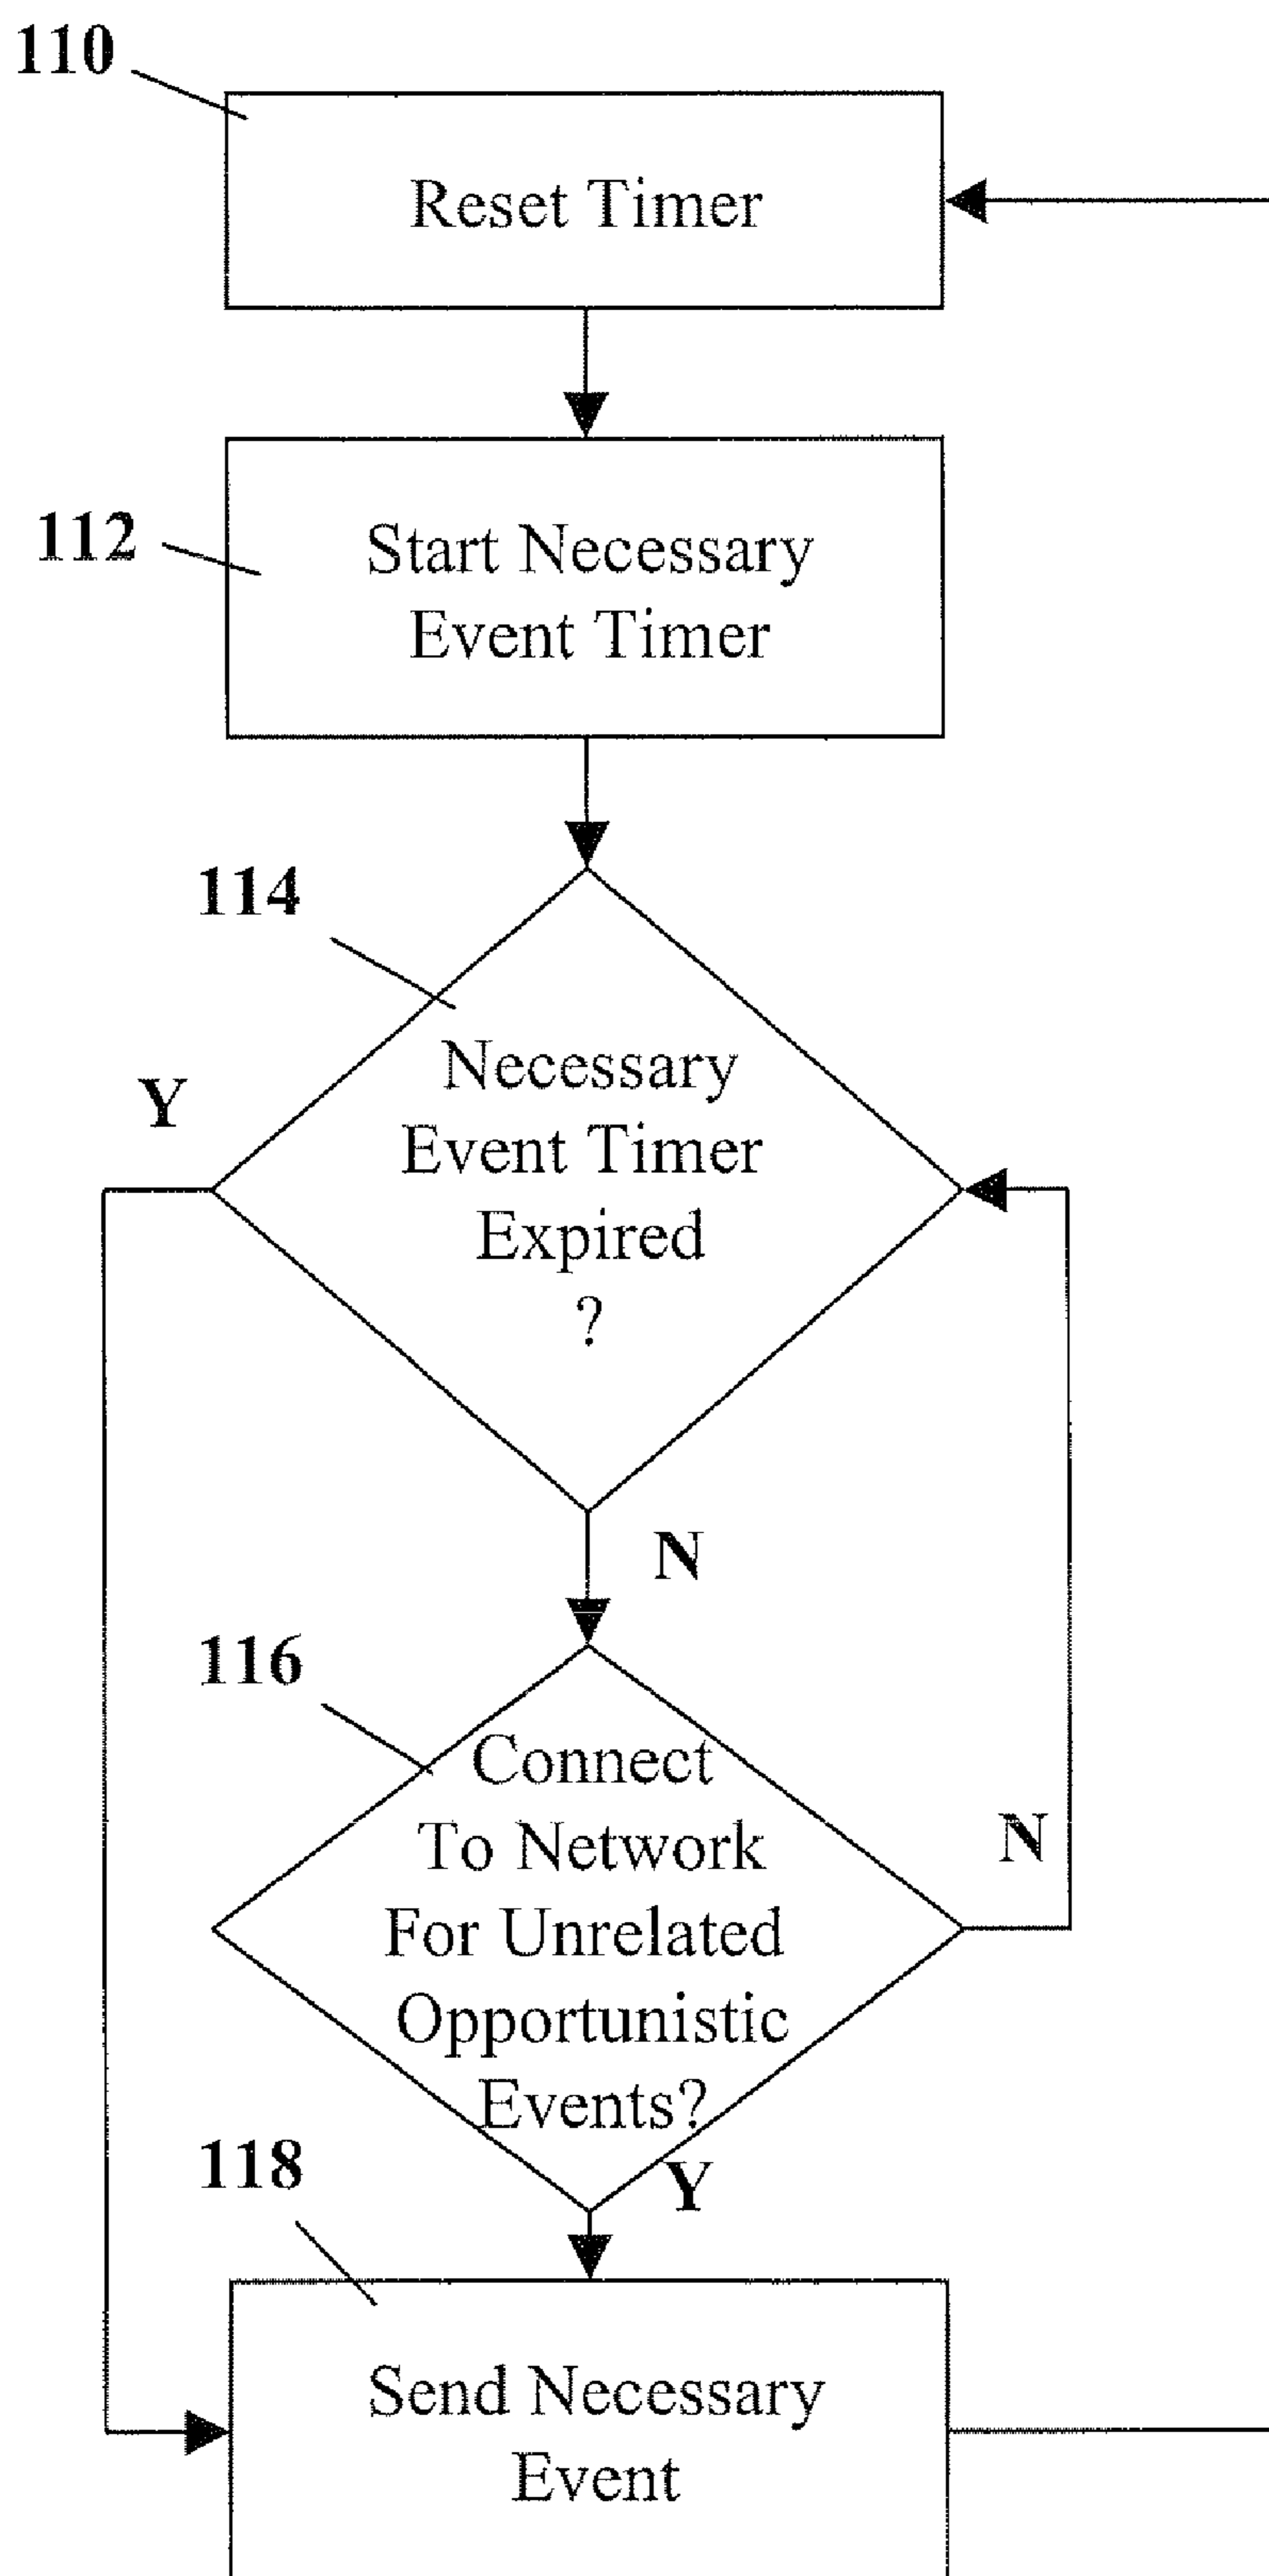 110
Reset Timer
112
Start Necessary
Event Timer
114
Y
Necessary
Event Timer
Expired
?
N
116
Connect
To Network
For Unrelated
Opportunistic
Events?
N
118
Y
Send Necessary
Event